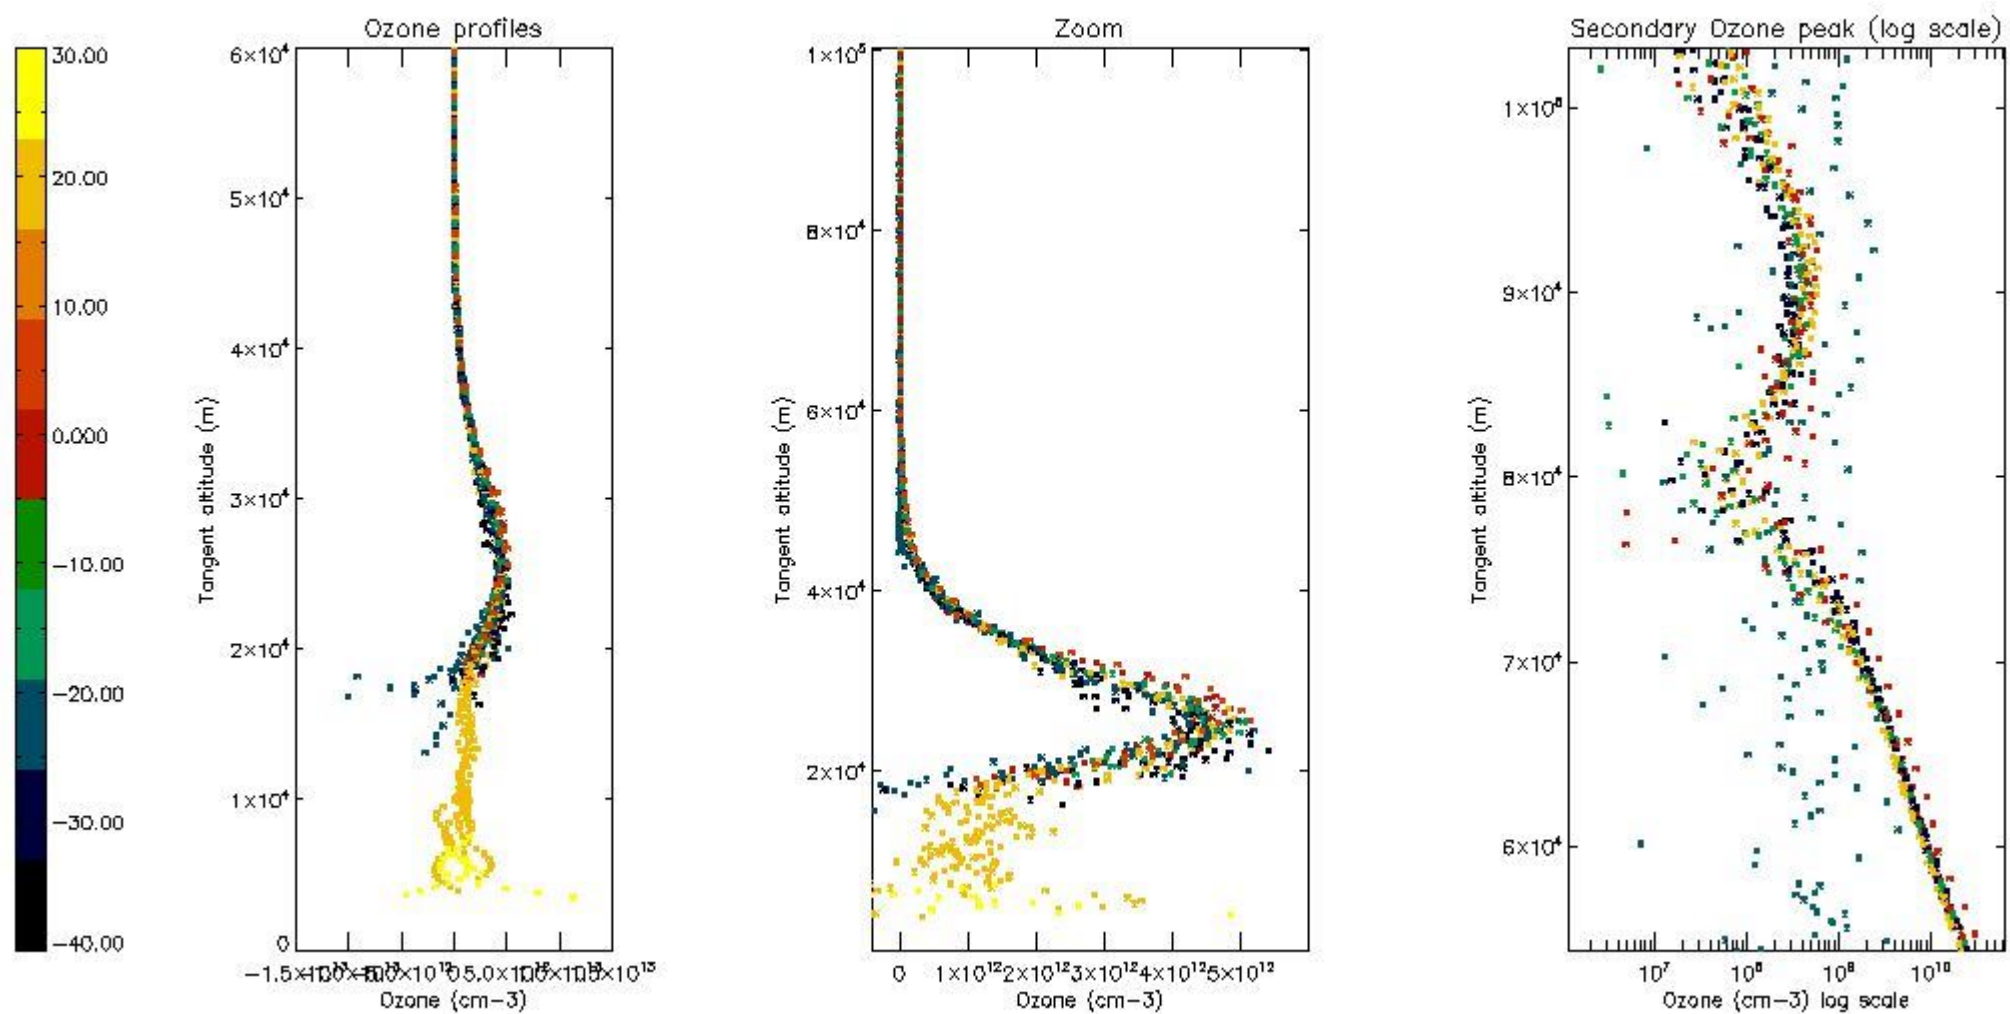 Ozone profiles
Zoom
Secondary Ozone peak (log scale)
30.00
20.00
10.00
0.000
−10.00
−20.00
−30.00
−40.00
6×10⁴
5×10⁴
4×10⁴
3×10⁴
2×10⁴
1×10⁴
0
Tangent altitude (m)
Ozone (cm−3)
1×10⁵
8×10⁴
6×10⁴
4×10⁴
2×10⁴
Tangent altitude (m)
0 1×10¹² 2×10¹² 3×10¹² 4×10¹² 5×10¹²
Ozone (cm−3)
1×10⁵
9×10⁴
8×10⁴
7×10⁴
6×10⁴
Tangent altitude (m)
10⁷ 10⁸ 10⁹ 10¹⁰
Ozone (cm−3) log scale